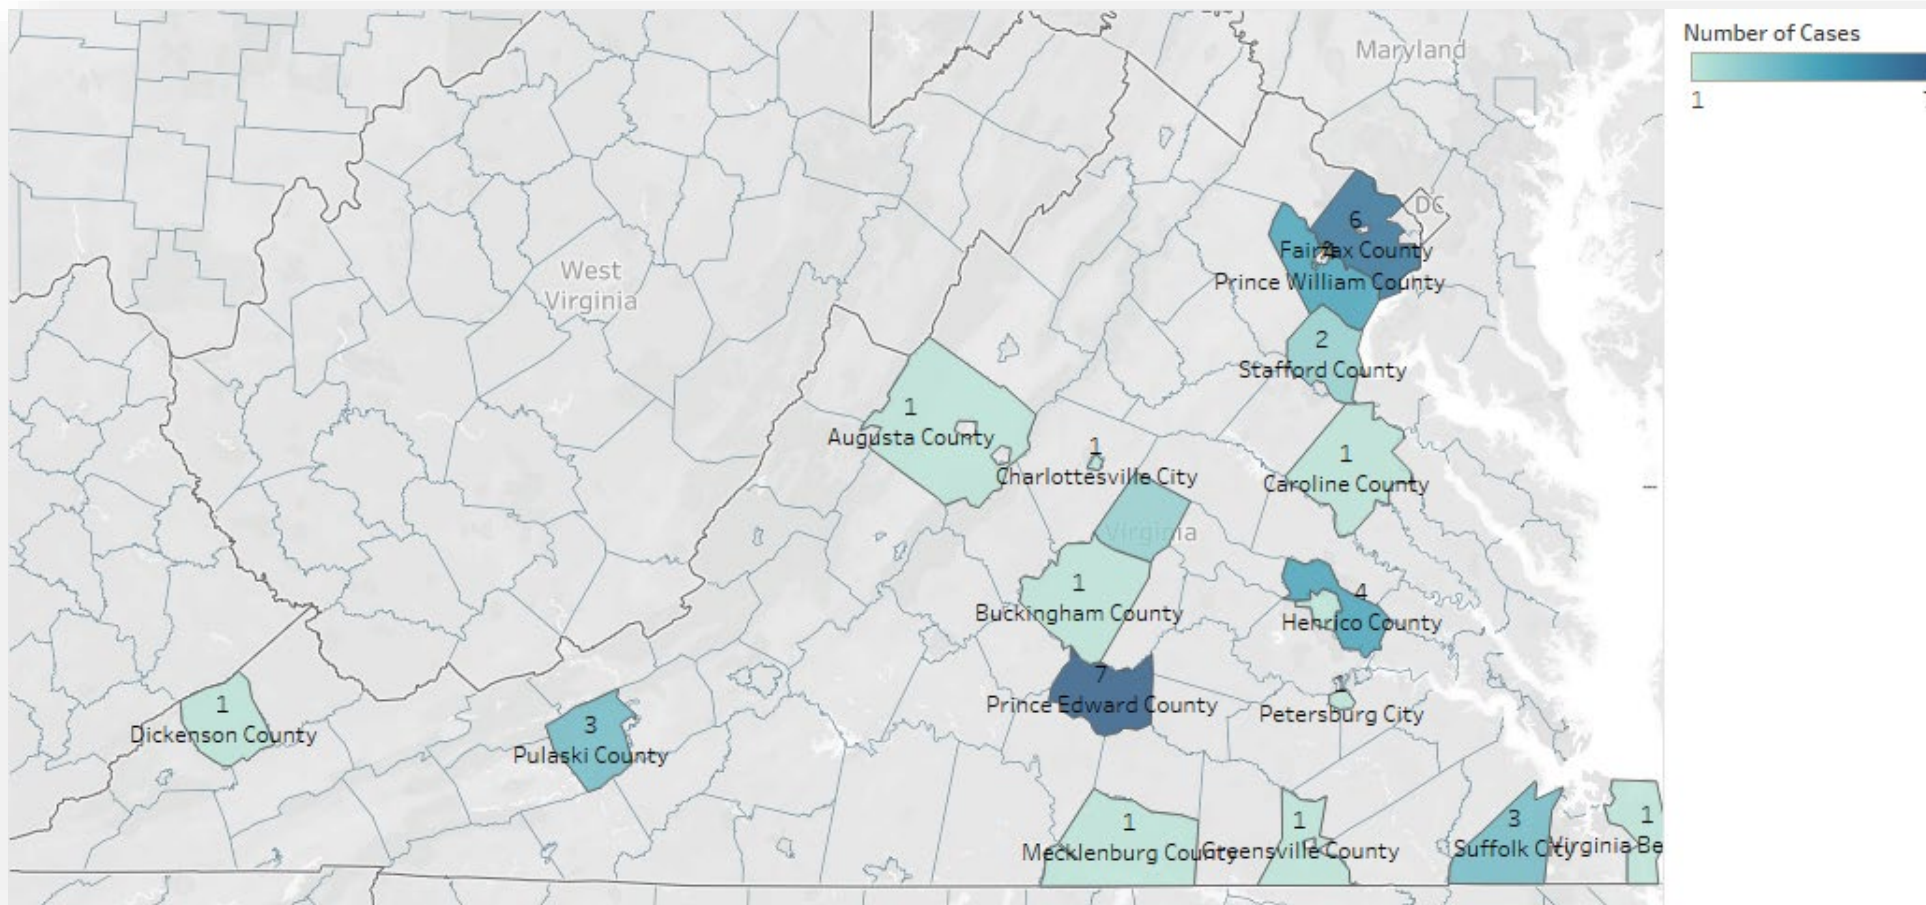 Number of Cases
1
Maryland
DC
6
Fairfax County
Prince William County
West
Virginia
2
Stafford County
1
Augusta County
1
Charlottesville City
1
Caroline County
Virginia
1
Buckingham County
4
Henrico County
7
Prince Edward County
Petersburg City
1
Dickenson County
3
Pulaski County
1
Mecklenburg County
1
Greensville County
3
Suffolk City
1
Virginia Be